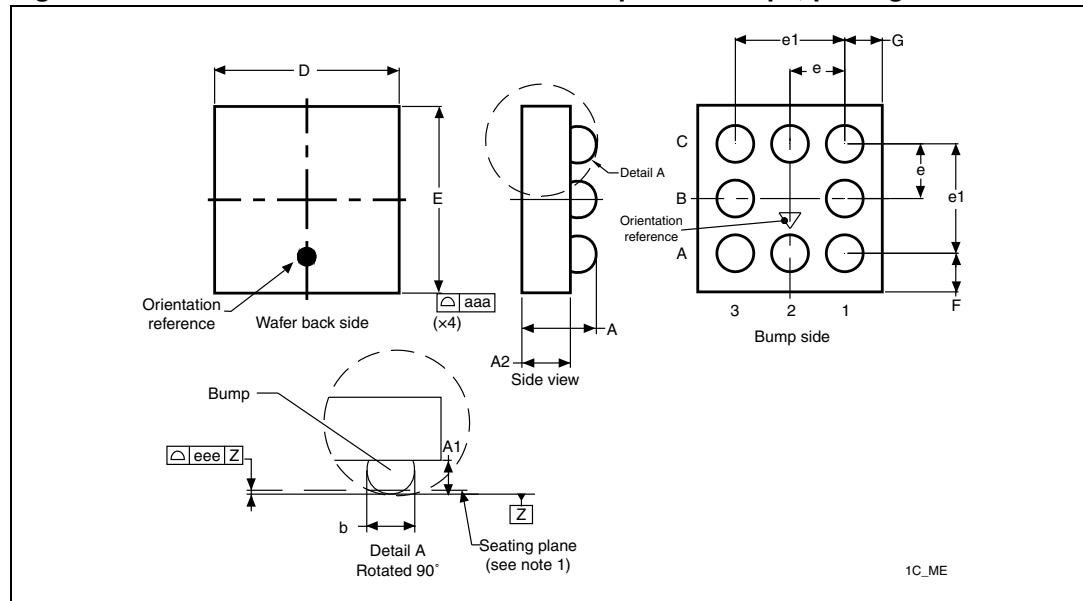 D
E
Orientation
reference
Wafer back side
aaa
(×4)
Detail A
A
A2
Side view
e1
G
e
C
B
A
Orientation
reference
e
e1
F
3 2 1
Bump side
Bump
A1
eee Z
Z
b
Detail A
Rotated 90˚
Seating plane
(see note 1)
1C_ME